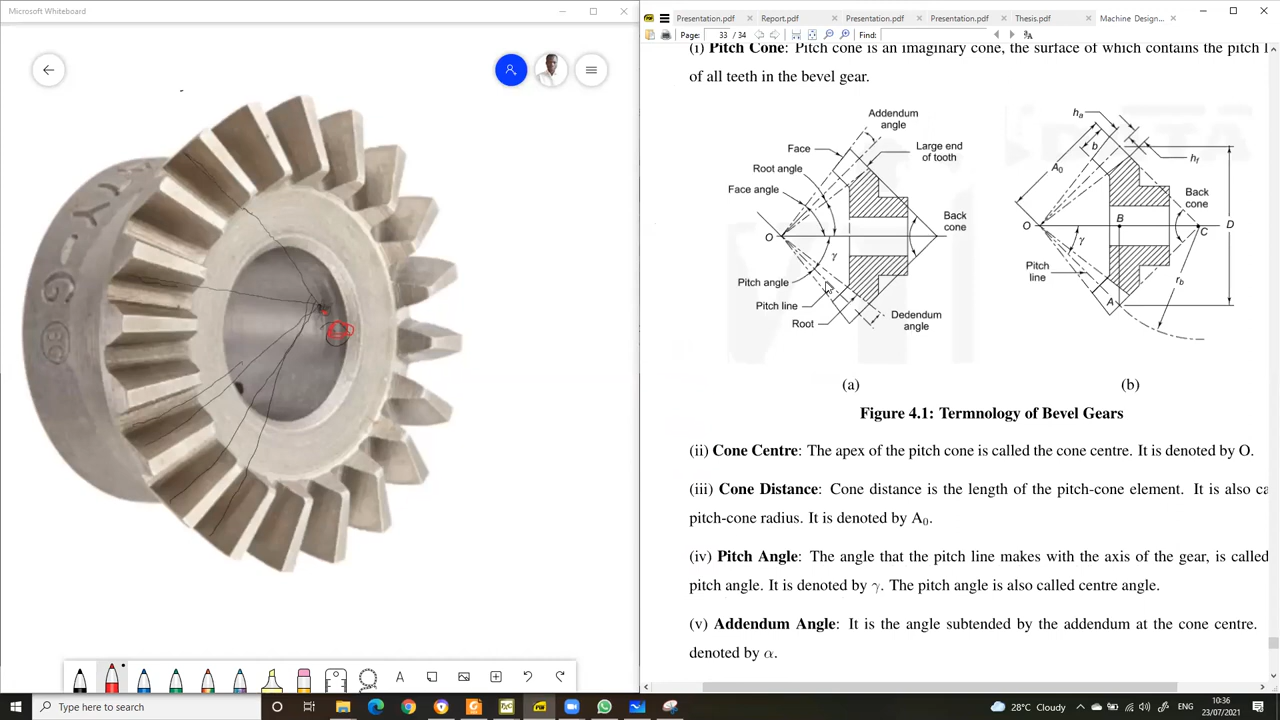 Microsoft Whiteboard
Presentation.pdf
Report.pdf
Presentation.pdf
Presentation.pdf
Thesis.pdf
Machine Design...
Page: 33 / 34
Find:
(i) Pitch Cone: Pitch cone is an imaginary cone, the surface of which contains the pitch l
of all teeth in the bevel gear.
Addendum
angle
Face
Large end
of tooth
Root angle
Face angle
Back
cone
O
γ
Pitch angle
Pitch line
Root
Dedendum
angle
(a)
ha
b
hf
A0
Back
cone
B
D
O
C
γ
Pitch
line
rb
A
(b)
Figure 4.1: Termnology of Bevel Gears
(ii) Cone Centre: The apex of the pitch cone is called the cone centre. It is denoted by O.
(iii) Cone Distance: Cone distance is the length of the pitch-cone element. It is also ca
pitch-cone radius. It is denoted by A0.
(iv) Pitch Angle: The angle that the pitch line makes with the axis of the gear, is called
pitch angle. It is denoted by γ. The pitch angle is also called centre angle.
(v) Addendum Angle: It is the angle subtended by the addendum at the cone centre.
denoted by α.
Type here to search
28°C Cloudy
10:36
23/07/2021